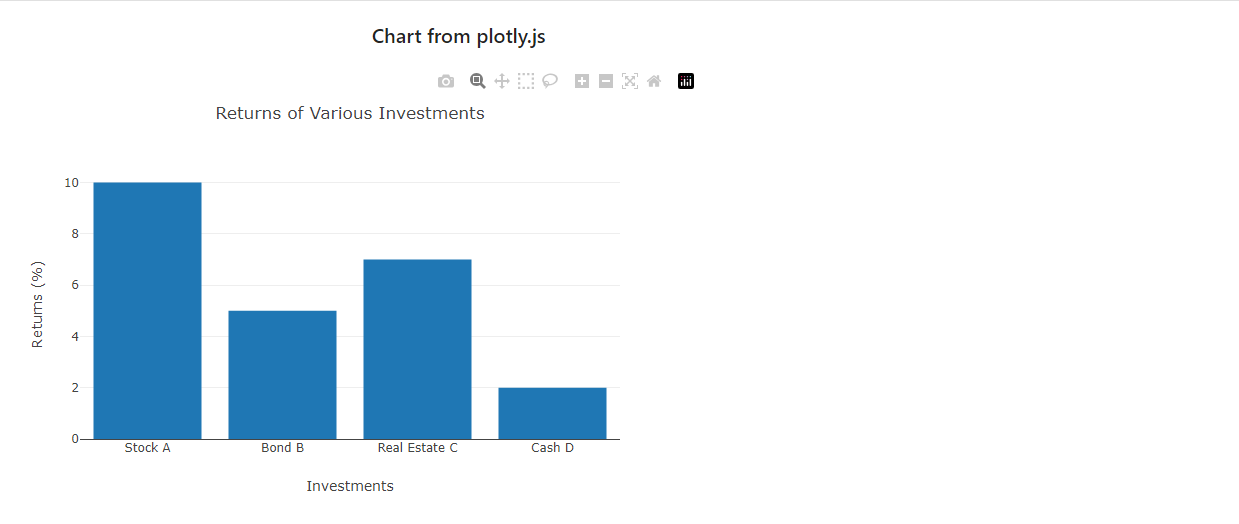 Chart from plotly.js
Returns of Various Investments
10
8
6
4
2
0
Returns (%)
Stock A Bond B Real Estate C Cash D
Investments